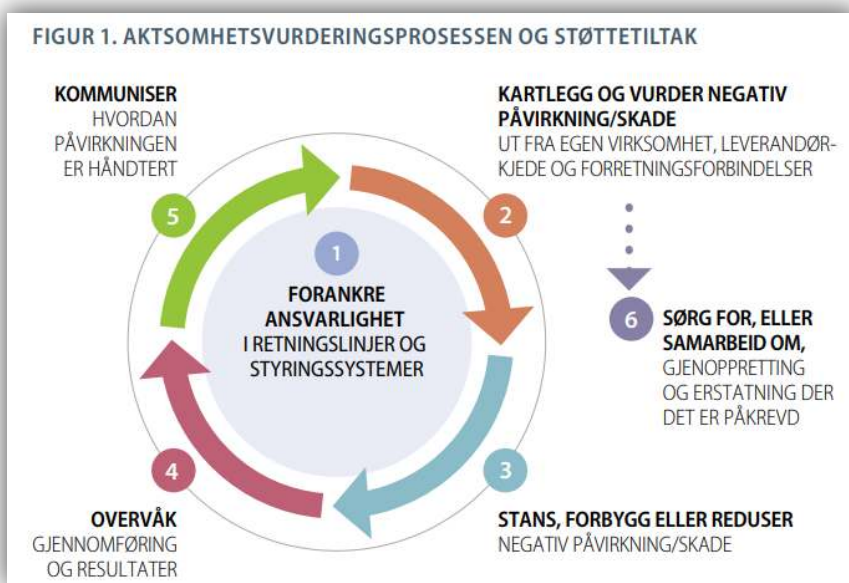 FIGUR 1. AKTSOMHETSVURDERINGSPROSESSEN OG STØTTETILTAK
1
FORANKRE
ANSVARLIGHET
I RETNINGSLINJER OG
STYRINGSSYSTEMER
2
KARTLEGG OG VURDER NEGATIV
PÅVIRKNING/SKADE
UT FRA EGEN VIRKSOMHET, LEVERANDØR-
KJEDE OG FORRETNINGSFORBINDELSER
3
STANS, FORBYGG ELLER REDUSER
NEGATIV PÅVIRKNING/SKADE
4
OVERVÅK
GJENNOMFØRING
OG RESULTATER
5
KOMMUNISER
HVORDAN
PÅVIRKNINGEN
ER HÅNDTERT
6
SØRG FOR, ELLER
SAMARBEID OM,
GJENOPPRETTING
OG ERSTATNING DER
DET ER PÅKREVD